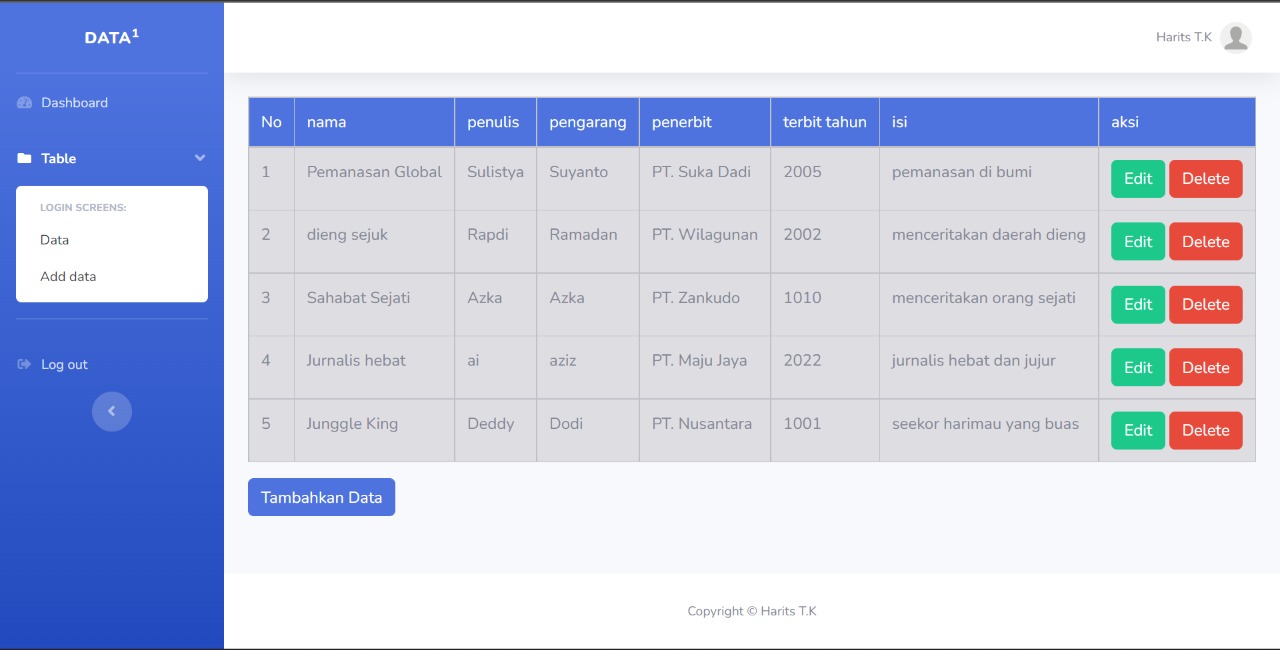 DATA¹
Harits T.K
Dashboard
Table
LOGIN SCREENS:
Data
Add data
Log out
No nama penulis pengarang penerbit terbit tahun isi aksi
1 Pemanasan Global Sulistya Suyanto PT. Suka Dadi 2005 pemanasan di bumi Edit Delete
2 dieng sejuk Rapdi Ramadan PT. Wilagunan 2002 menceritakan daerah dieng Edit Delete
3 Sahabat Sejati Azka Azka PT. Zankudo 1010 menceritakan orang sejati Edit Delete
4 Jurnalis hebat ai aziz PT. Maju Jaya 2022 jurnalis hebat dan jujur Edit Delete
5 Junggle King Deddy Dodi PT. Nusantara 1001 seekor harimau yang buas Edit Delete
Tambahkan Data
Copyright © Harits T.K